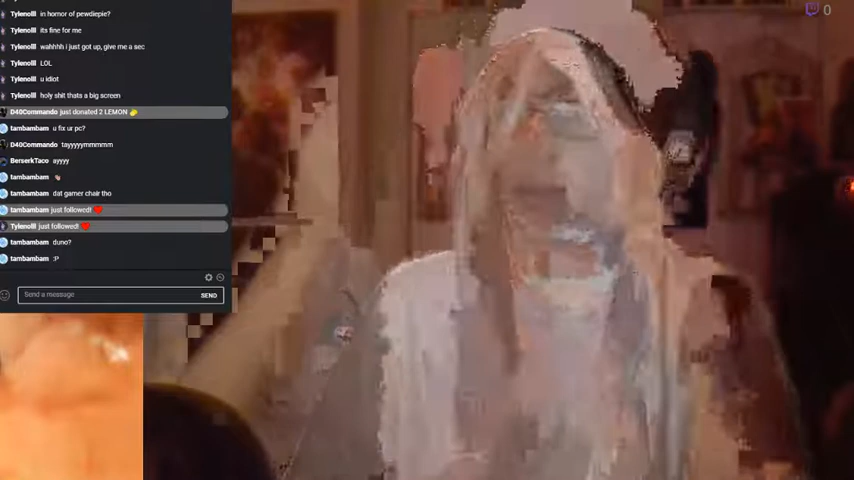 Tylenolll in homor of pewdiepie?
Tylenolll its fine for me
Tylenolll wahhhh i just got up, give me a sec
Tylenolll LOL
Tylenolll u idiot
Tylenolll holy shit thats a big screen
D40Commando just donated 2 LEMON 🍋
tambambam u fix ur pc?
D40Commando tayyyyymmmmm
BerserkTaco ayyyy
tambambam
tambambam dat gamer chair tho
tambambam just followed! ❤️
Tylenolll just followed! ❤️
tambambam duno?
tambambam :P
Send a message
SEND
0